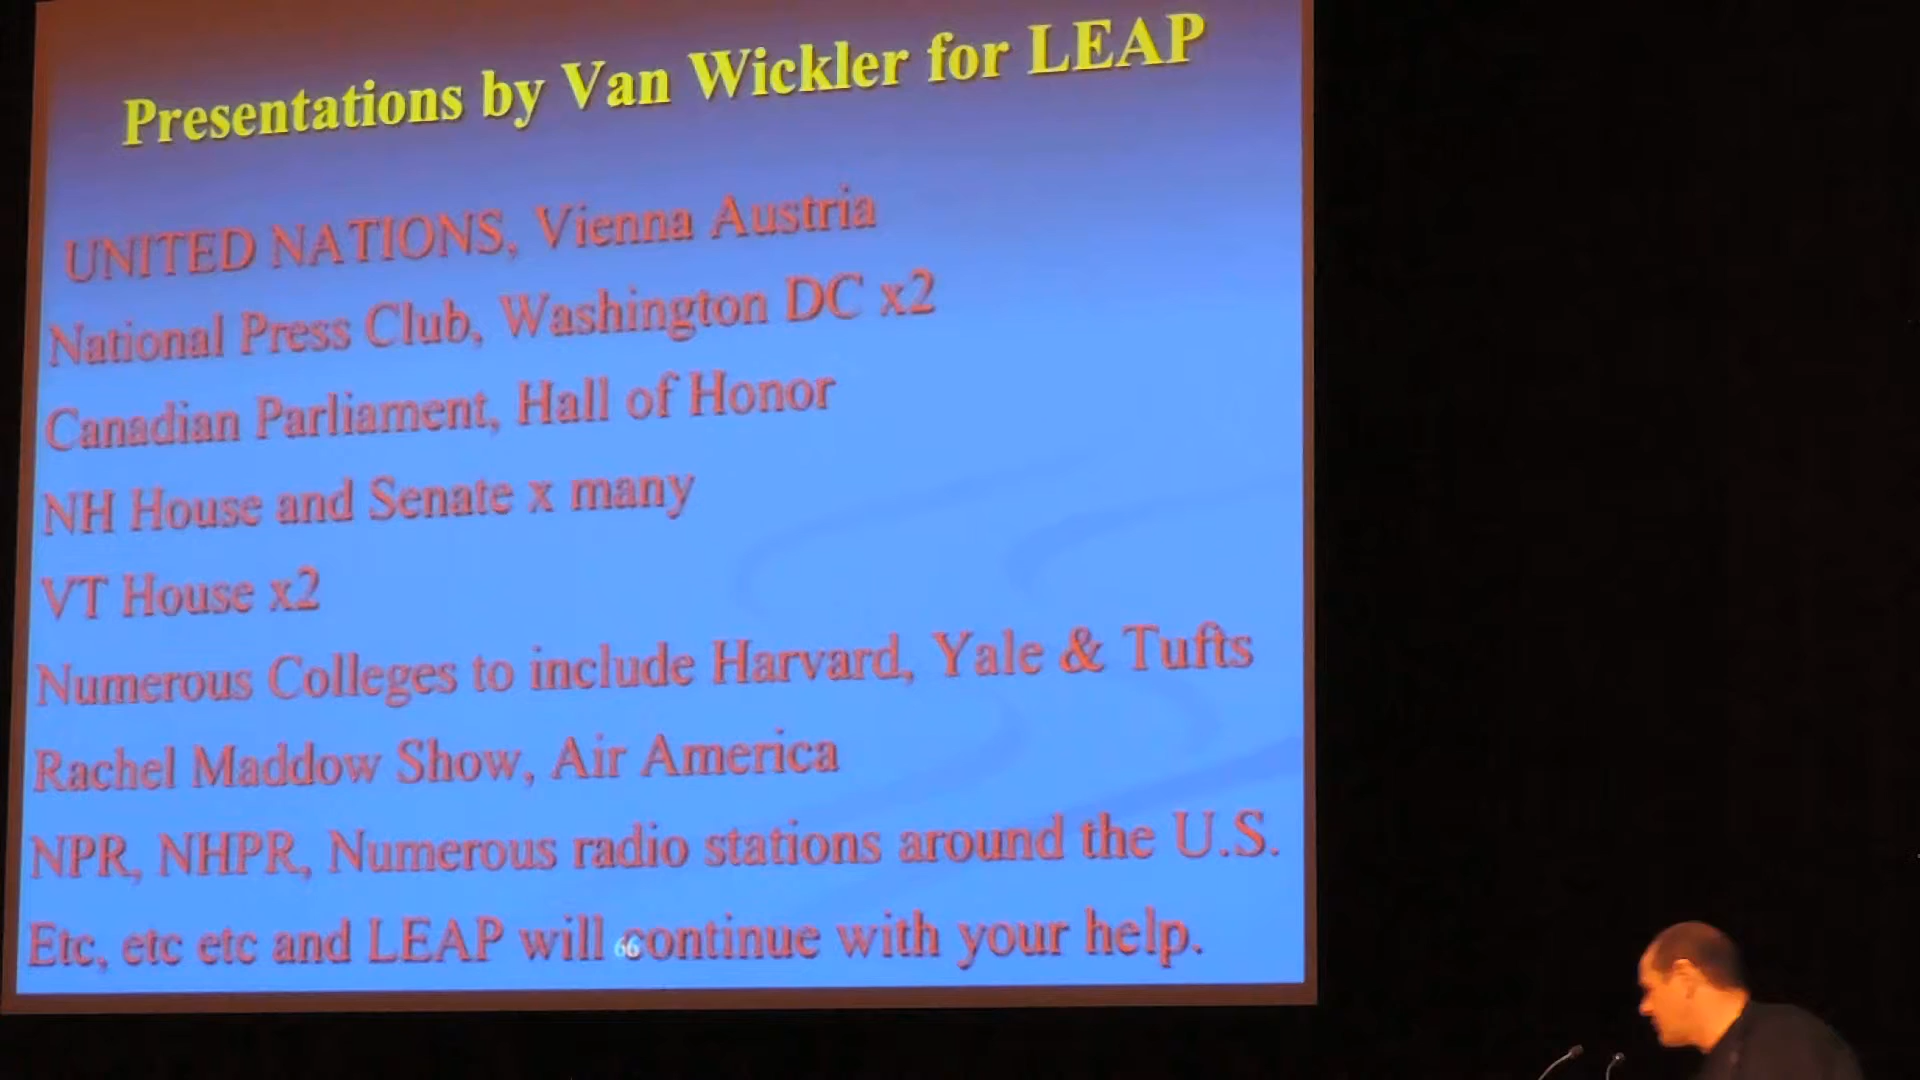 Presentations by Van Wickler for LEAP
UNITED NATIONS, Vienna Austria
National Press Club, Washington DC x2
Canadian Parliament, Hall of Honor
NH House and Senate x many
VT House x2
Numerous Colleges to include Harvard, Yale & Tufts
Rachel Maddow Show, Air America
NPR, NHPR, Numerous radio stations around the U.S.
Etc, etc etc and LEAP will continue with your help.
66